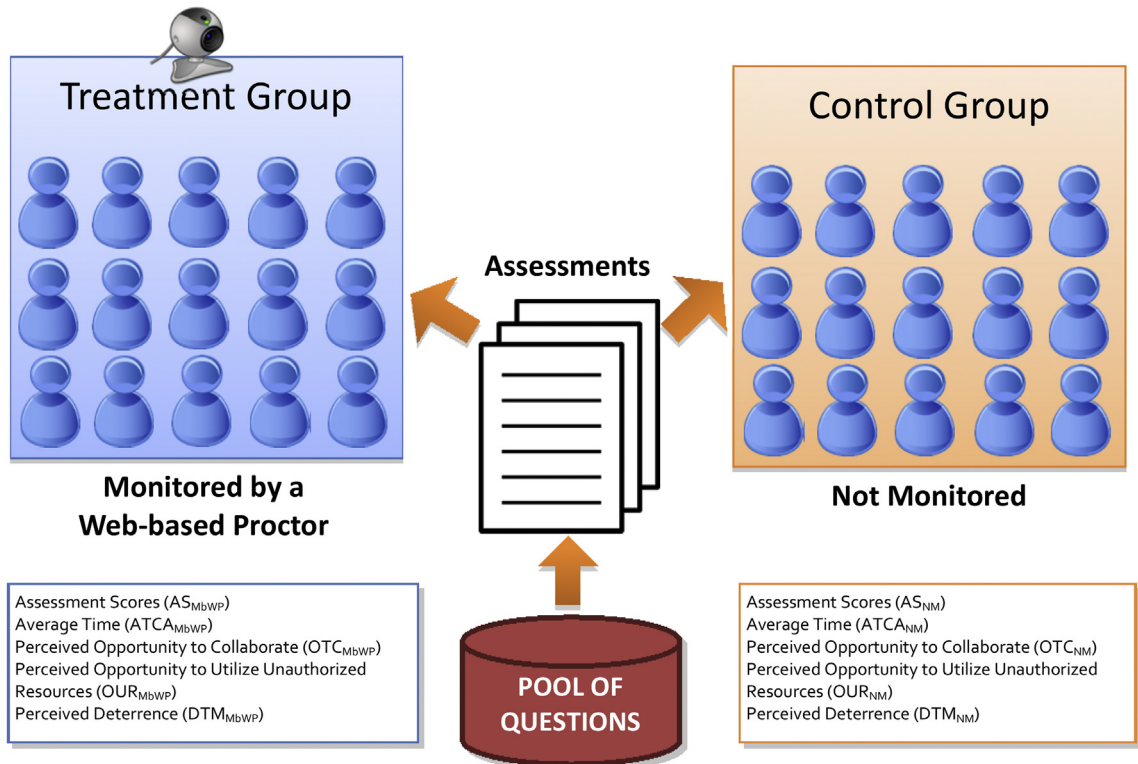 Treatment Group
Control Group
Assessments
Monitored by a
Web-based Proctor
Not Monitored
Assessment Scores (AS_MbWP)
Average Time (ATCA_MbWP)
Perceived Opportunity to Collaborate (OTC_MbWP)
Perceived Opportunity to Utilize Unauthorized
Resources (OUR_MbWP)
Perceived Deterrence (DTM_MbWP)
POOL OF
QUESTIONS
Assessment Scores (AS_NM)
Average Time (ATCA_NM)
Perceived Opportunity to Collaborate (OTC_NM)
Perceived Opportunity to Utilize Unauthorized
Resources (OUR_NM)
Perceived Deterrence (DTM_NM)